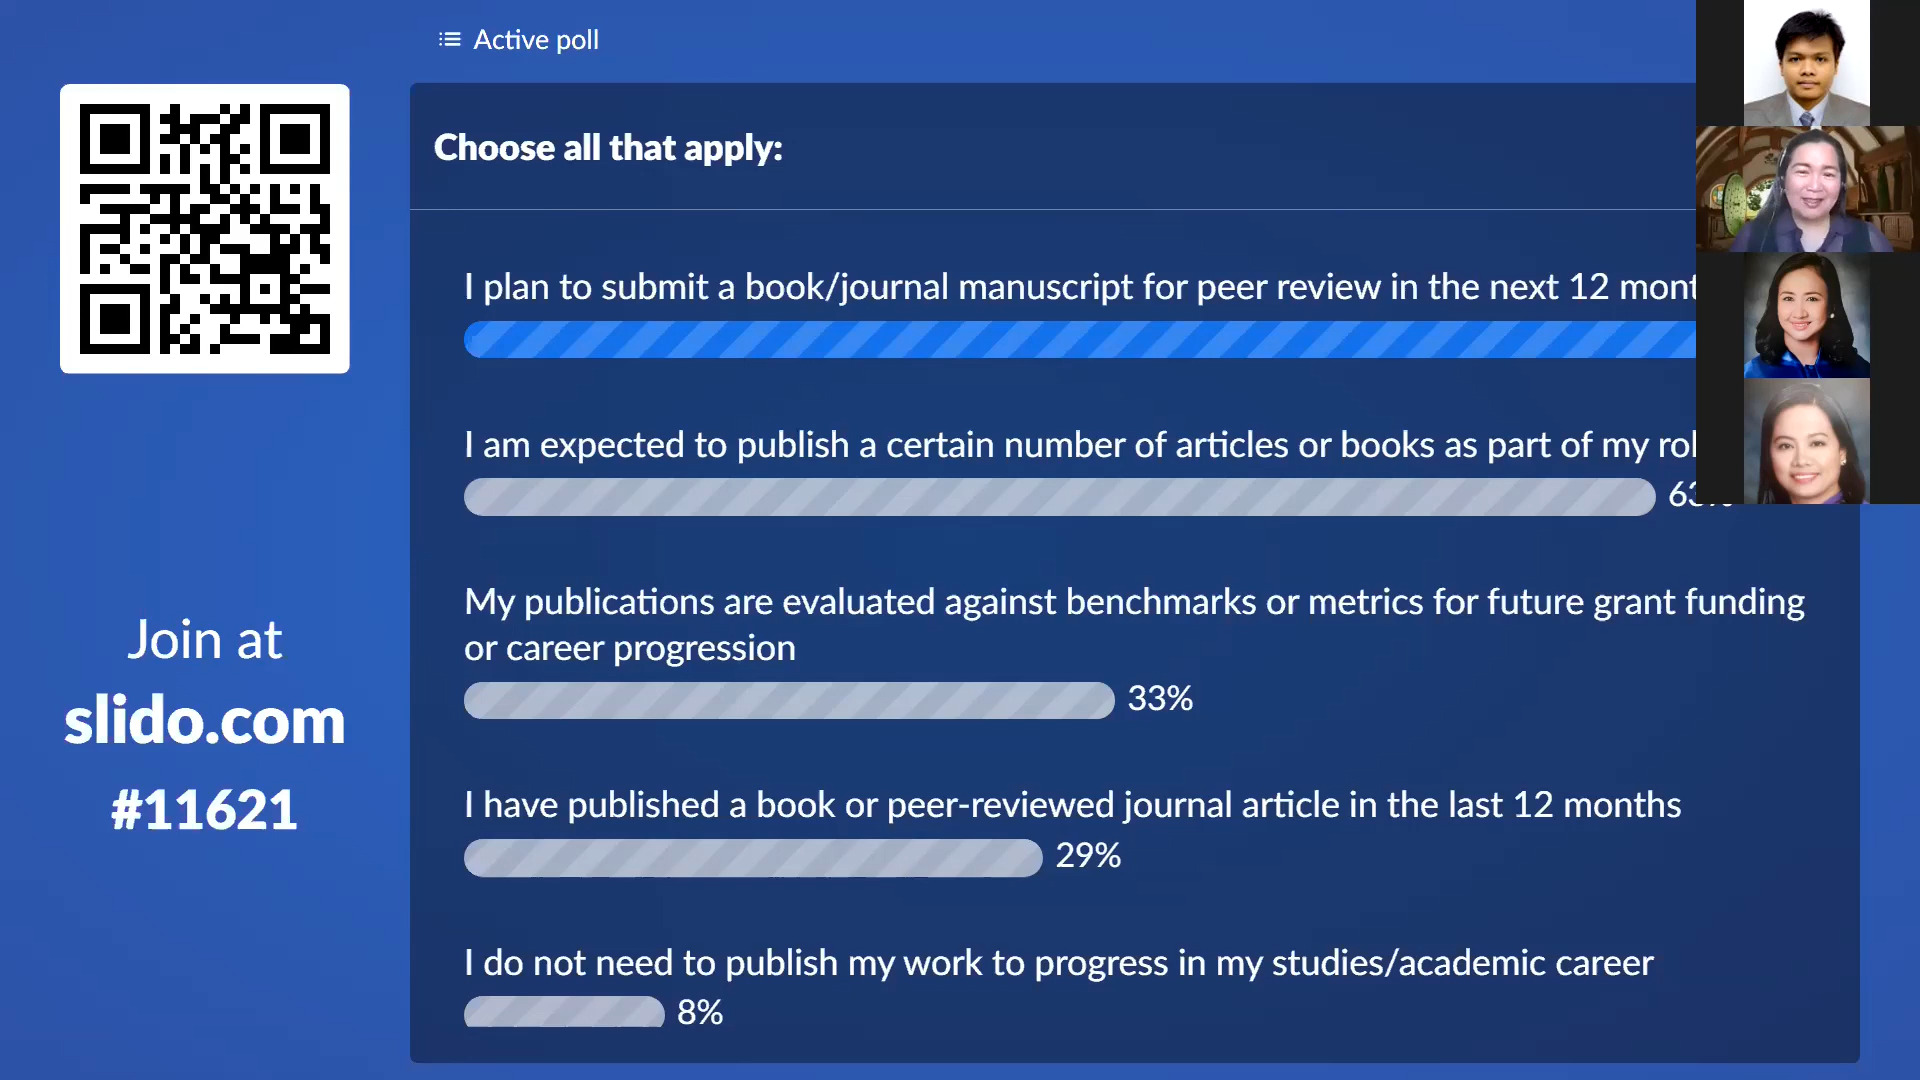 Active poll
Choose all that apply:
I plan to submit a book/journal manuscript for peer review in the next 12
I am expected to publish a certain number of articles or books as part of my
My publications are evaluated against benchmarks or metrics for future grant funding
or career progression
33%
I have published a book or peer-reviewed journal article in the last 12 months
29%
I do not need to publish my work to progress in my studies/academic career
8%
Join at
slido.com
#11621